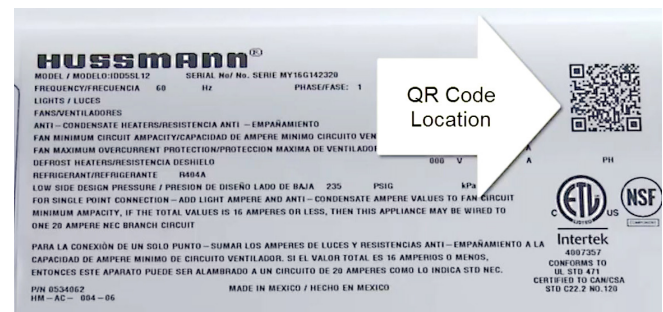 HUSSMANN®
MODEL / MODELO:IDD5SL12 SERIAL No/ No. SERIE MY16G142320
FREQUENCY/FRECUENCIA 60 Hz PHASE/FASE: 1
LIGHTS / LUCES
FANS/VENTILADORES
ANTI-CONDENSATE HEATERS/RESISTENCIA ANTI-EMPAÑAMIENTO
FAN MINIMUM CIRCUIT AMPACITY/CAPACIDAD DE AMPERE MINIMO CIRCUITO VEN
FAN MAXIMUM OVERCURRENT PROTECTION/PROTECCION MAXIMA DE VENTILADO A
DEFROST HEATERS/RESISTENCIA DESHIELO 000 V A PH
REFRIGERANT/REFRIGERANTE R404A
LOW SIDE DESIGN PRESSURE / PRESION DE DISEÑO LADO DE BAJA 235 PSIG kPa
FOR SINGLE POINT CONNECTION-ADD LIGHT AMPERE AND ANTI-CONDENSATE AMPERE VALUES TO FAN CIRCUIT
MINIMUM AMPACITY, IF THE TOTAL VALUES IS 16 AMPERES OR LESS, THEN THIS APPLIANCE MAY BE WIRED TO
ONE 20 AMPERE NEC BRANCH CIRCUIT
PARA LA CONEXIÓN DE UN SOLO PUNTO-SUMAR LOS AMPERES DE LUCES Y RESISTENCIAS ANTI-EMPAÑAMIENTO A LA
CAPACIDAD DE AMPERE MINIMO DE CIRCUITO VENTILADOR. SI EL VALOR TOTAL ES 16 AMPERIOS O MENOS,
ENTONCES ESTE APARATO PUEDE SER ALAMBRADO A UN CIRCUITO DE 20 AMPERES COMO LO INDICA STD NEC.
P/N 0534062 MADE IN MEXICO / HECHO EN MEXICO
HM-AC- 004-06
QR Code
Location
C ETL US
NSF
Intertek
4007357
CONFORMS TO
UL STD 471
CERTIFIED TO CAN/CSA
STD C22.2 NO.120